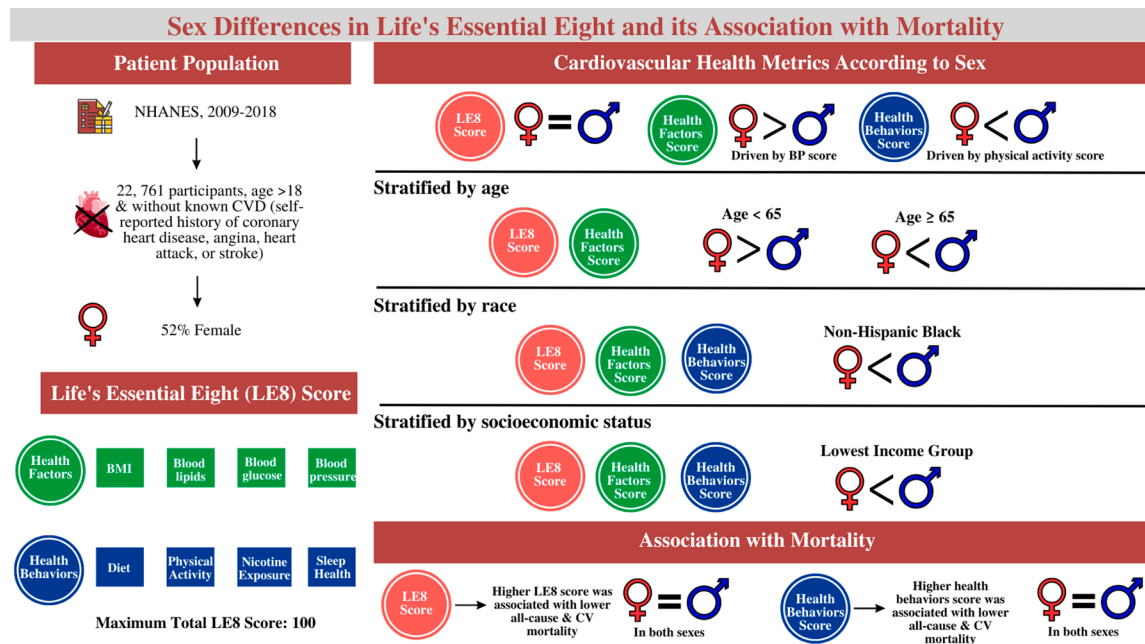 Sex Differences in Life's Essential Eight and its Association with Mortality
Patient Population
NHANES, 2009-2018
22, 761 participants, age >18
& without known CVD (self-
reported history of coronary
heart disease, angina, heart
attack, or stroke)
52% Female
Life's Essential Eight (LE8) Score
Health
Factors
BMI
Blood
lipids
Blood
glucose
Blood
pressure
Health
Behaviors
Diet
Physical
Activity
Nicotine
Exposure
Sleep
Health
Maximum Total LE8 Score: 100
Cardiovascular Health Metrics According to Sex
LE8
Score
=
Health
Factors
Score
>
Driven by BP score
Health
Behaviors
Score
<
Driven by physical activity score
Stratified by age
LE8
Score
Health
Factors
Score
Age < 65
>
Age ≥ 65
<
Stratified by race
LE8
Score
Health
Factors
Score
Health
Behaviors
Score
Non-Hispanic Black
<
Stratified by socioeconomic status
LE8
Score
Health
Factors
Score
Health
Behaviors
Score
Lowest Income Group
<
Association with Mortality
LE8
Score
Higher LE8 score was
associated with lower
all-cause & CV
mortality
=
In both sexes
Health
Behaviors
Score
Higher health
behaviors score was
associated with lower
all-cause & CV
mortality
=
In both sexes